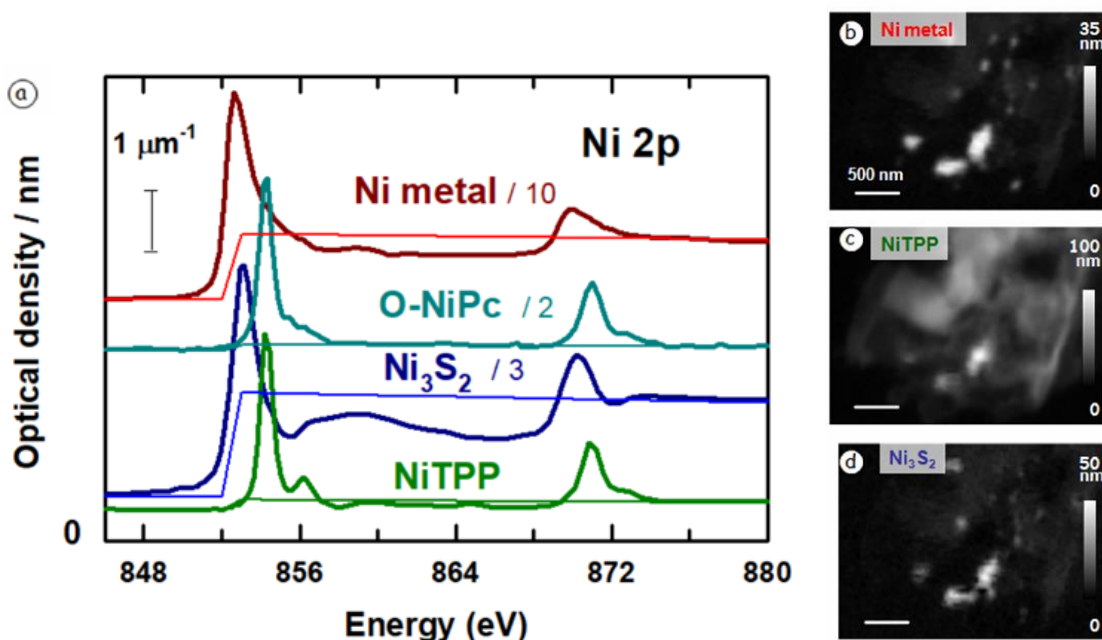 a
1 μm⁻¹
Ni 2p
Ni metal / 10
O-NiPc / 2
Ni₃S₂ / 3
NiTPP
Optical density / nm
0
848 856 864 872 880
Energy (eV)
b Ni metal
35
nm
500 nm
0
c NiTPP
100
nm
0
d Ni₃S₂
50
nm
0